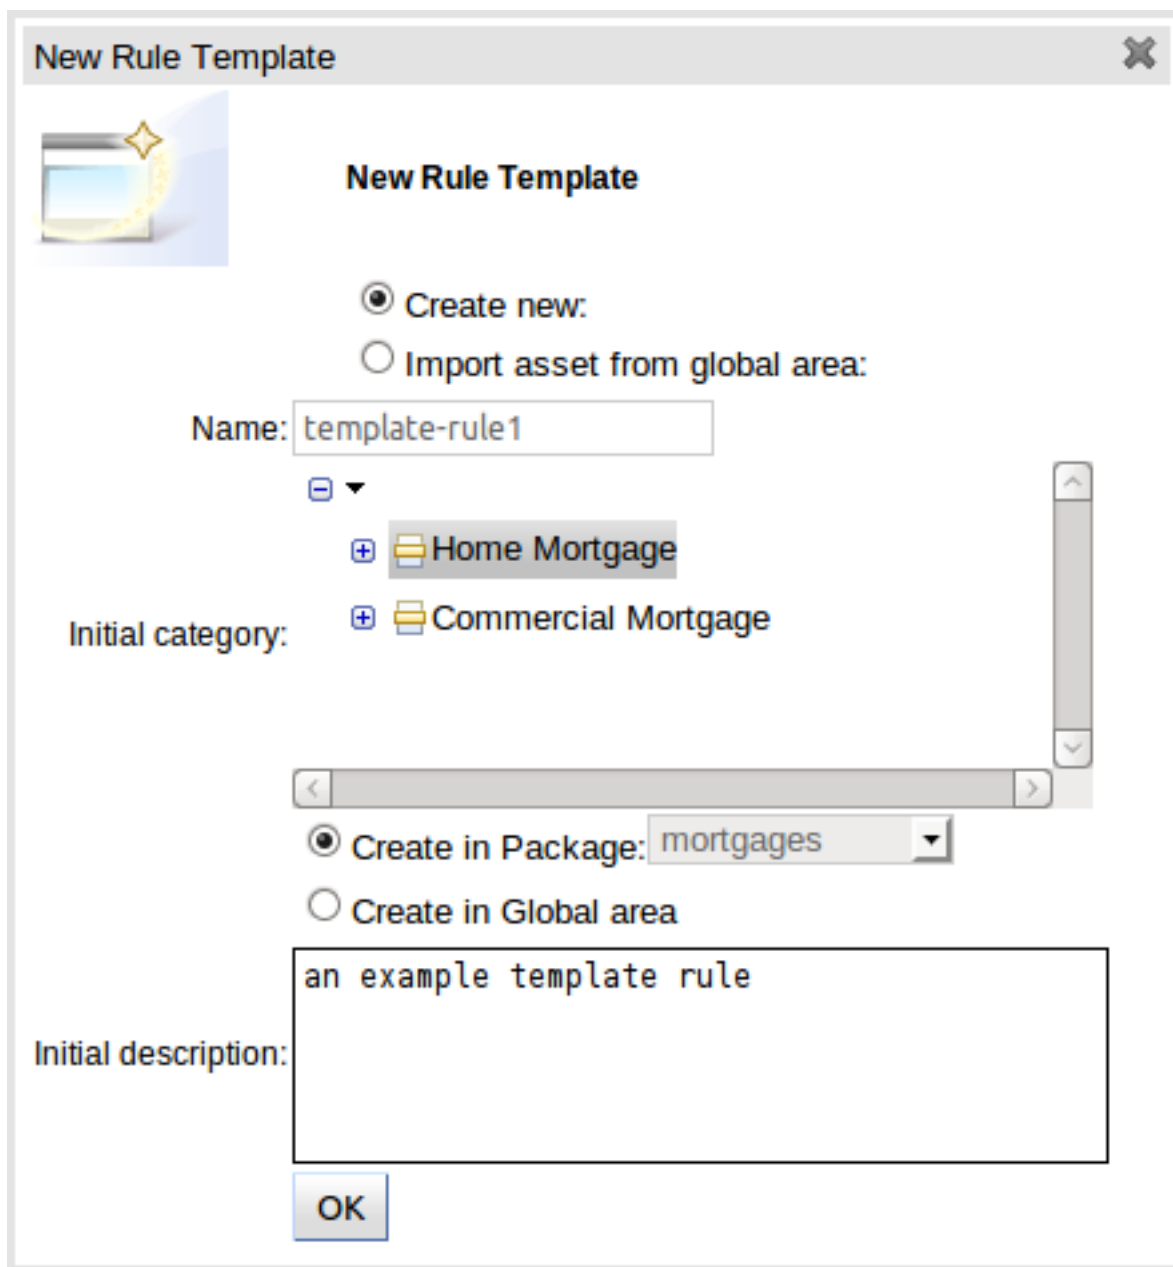 New Rule Template
New Rule Template
Create new:
Import asset from global area:
Name: template-rule1
Home Mortgage
Initial category:
Commercial Mortgage
Create in Package: mortgages
Create in Global area
an example template rule
Initial description:
OK